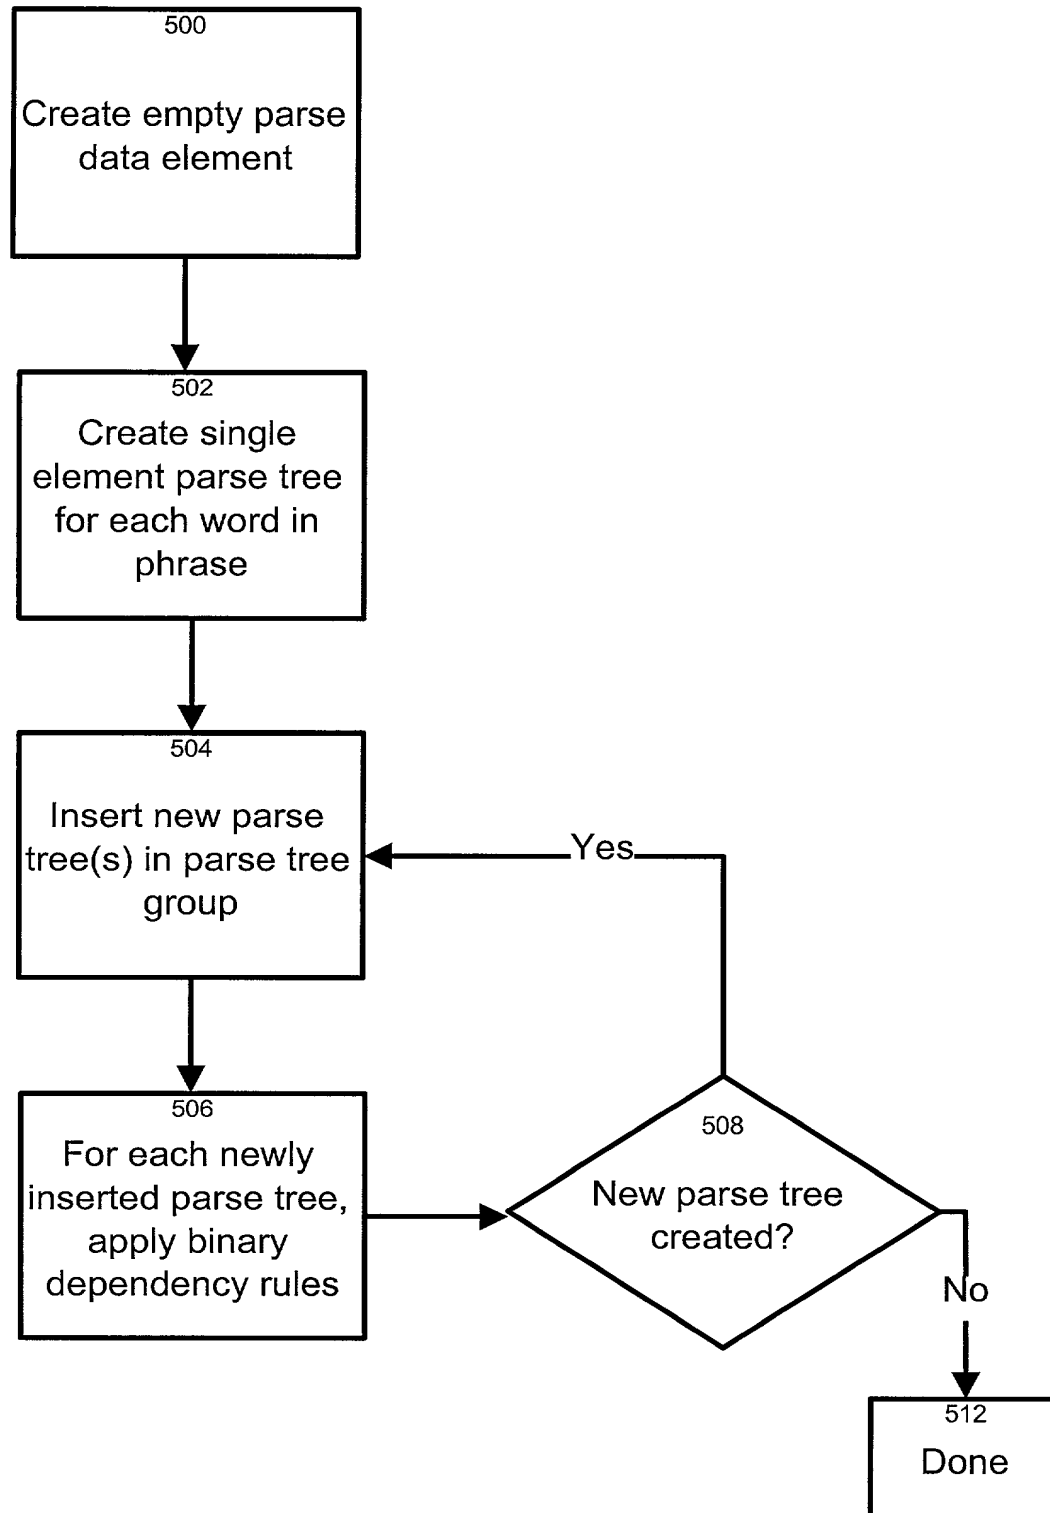 500
Create empty parse
data element
502
Create single
element parse tree
for each word in
phrase
504
Insert new parse
tree(s) in parse tree
group
Yes
506
For each newly
inserted parse tree,
apply binary
dependency rules
508
New parse tree
created?
No
512
Done